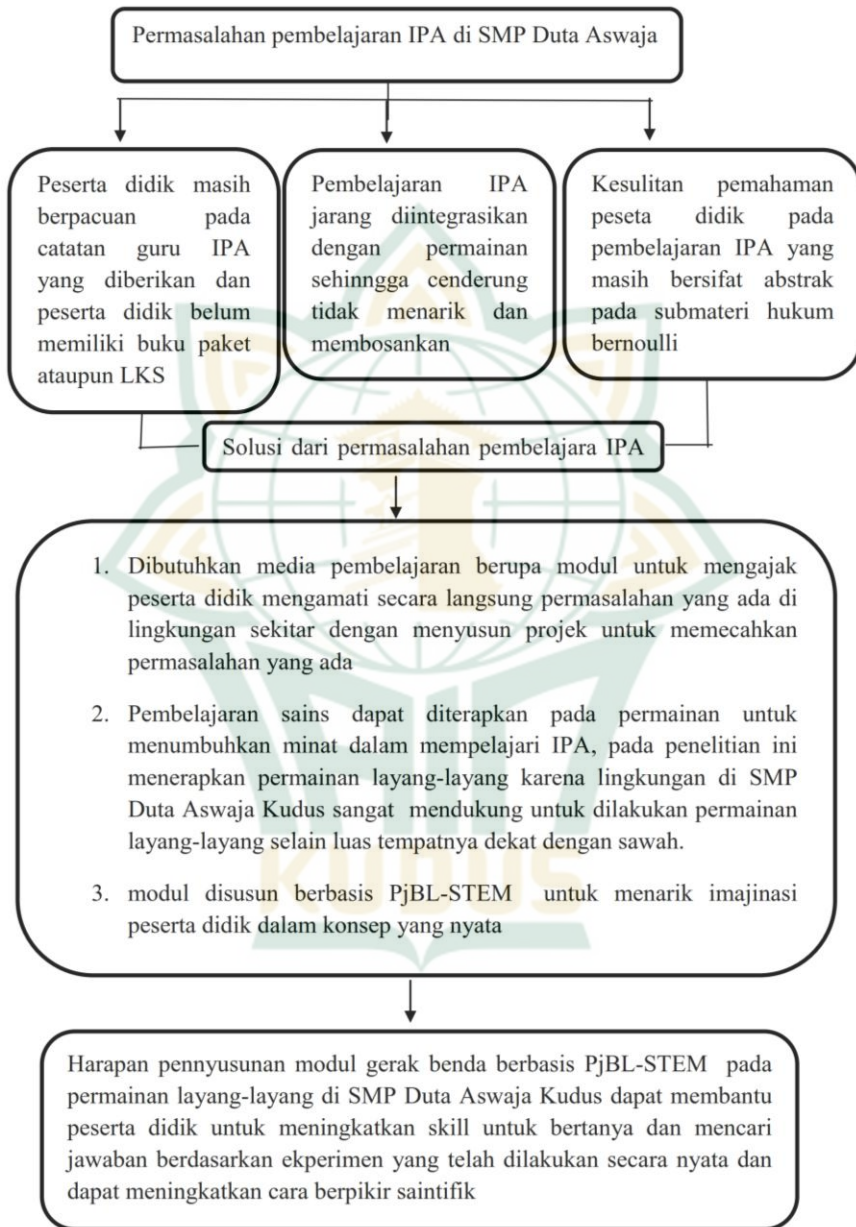 Permasalahan pembelajaran IPA di SMP Duta Aswaja
Peserta didik masih
berpacuan pada
catatan guru IPA
yang diberikan dan
peserta didik belum
memiliki buku paket
ataupun LKS
Pembelajaran IPA
jarang diintegrasikan
dengan permainan
sehinngga cenderung
tidak menarik dan
membosankan
Kesulitan pemahaman
peseta didik pada
pembelajaran IPA yang
masih bersifat abstrak
pada submateri hukum
bernoulli
Solusi dari permasalahan pembelajara IPA
1. Dibutuhkan media pembelajaran berupa modul untuk mengajak
peserta didik mengamati secara langsung permasalahan yang ada di
lingkungan sekitar dengan menyusun projek untuk memecahkan
permasalahan yang ada
2. Pembelajaran sains dapat diterapkan pada permainan untuk
menumbuhkan minat dalam mempelajari IPA, pada penelitian ini
menerapkan permainan layang-layang karena lingkungan di SMP
Duta Aswaja Kudus sangat mendukung untuk dilakukan permainan
layang-layang selain luas tempatnya dekat dengan sawah.
3. modul disusun berbasis PjBL-STEM untuk menarik imajinasi
peserta didik dalam konsep yang nyata
KUDUS
Harapan pennyusunan modul gerak benda berbasis PjBL-STEM pada
permainan layang-layang di SMP Duta Aswaja Kudus dapat membantu
peserta didik untuk meningkatkan skill untuk bertanya dan mencari
jawaban berdasarkan ekperimen yang telah dilakukan secara nyata dan
dapat meningkatkan cara berpikir saintifik